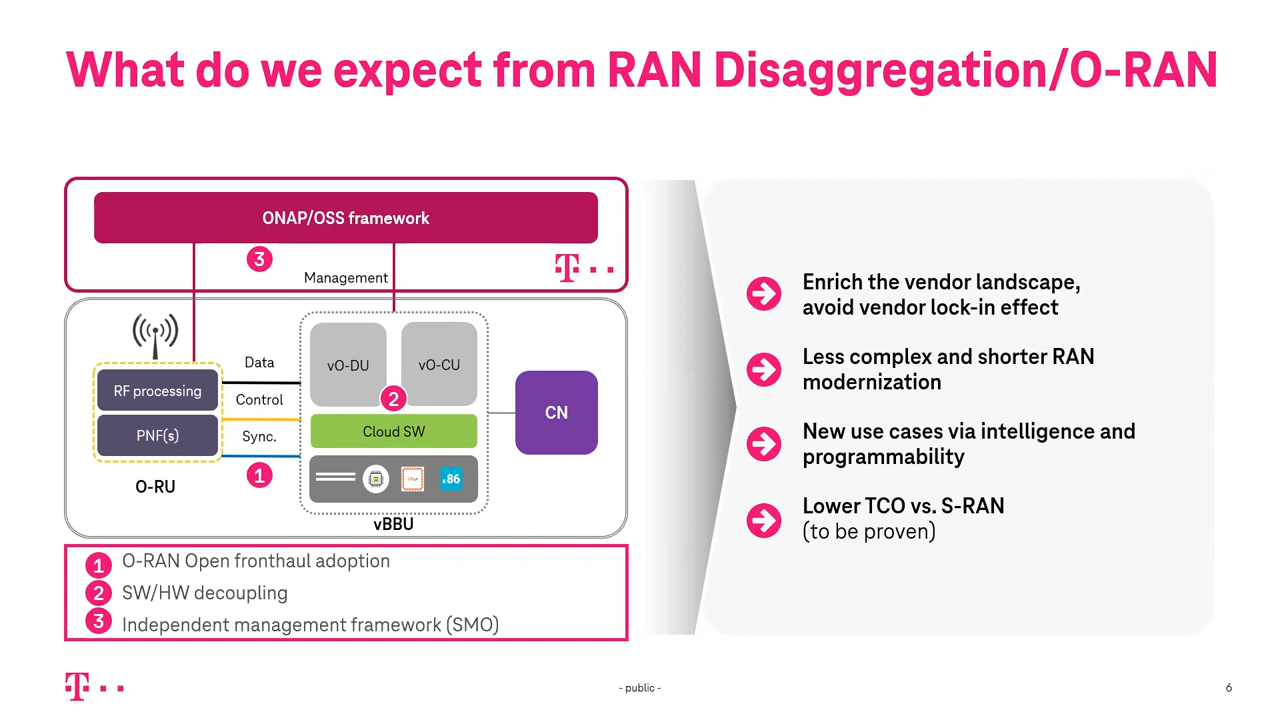 What do we expect from RAN Disaggregation/O-RAN
ONAP/OSS framework
3
Management
T
RF processing
PNF(s)
O-RU
Data
Control
Sync.
1
vO-DU
vO-CU
2
Cloud SW
FPGA
x86
vBBU
CN
1 O-RAN Open fronthaul adoption
2 SW/HW decoupling
3 Independent management framework (SMO)
Enrich the vendor landscape,
avoid vendor lock-in effect
Less complex and shorter RAN
modernization
New use cases via intelligence and
programmability
Lower TCO vs. S-RAN
(to be proven)
T
- public -
6